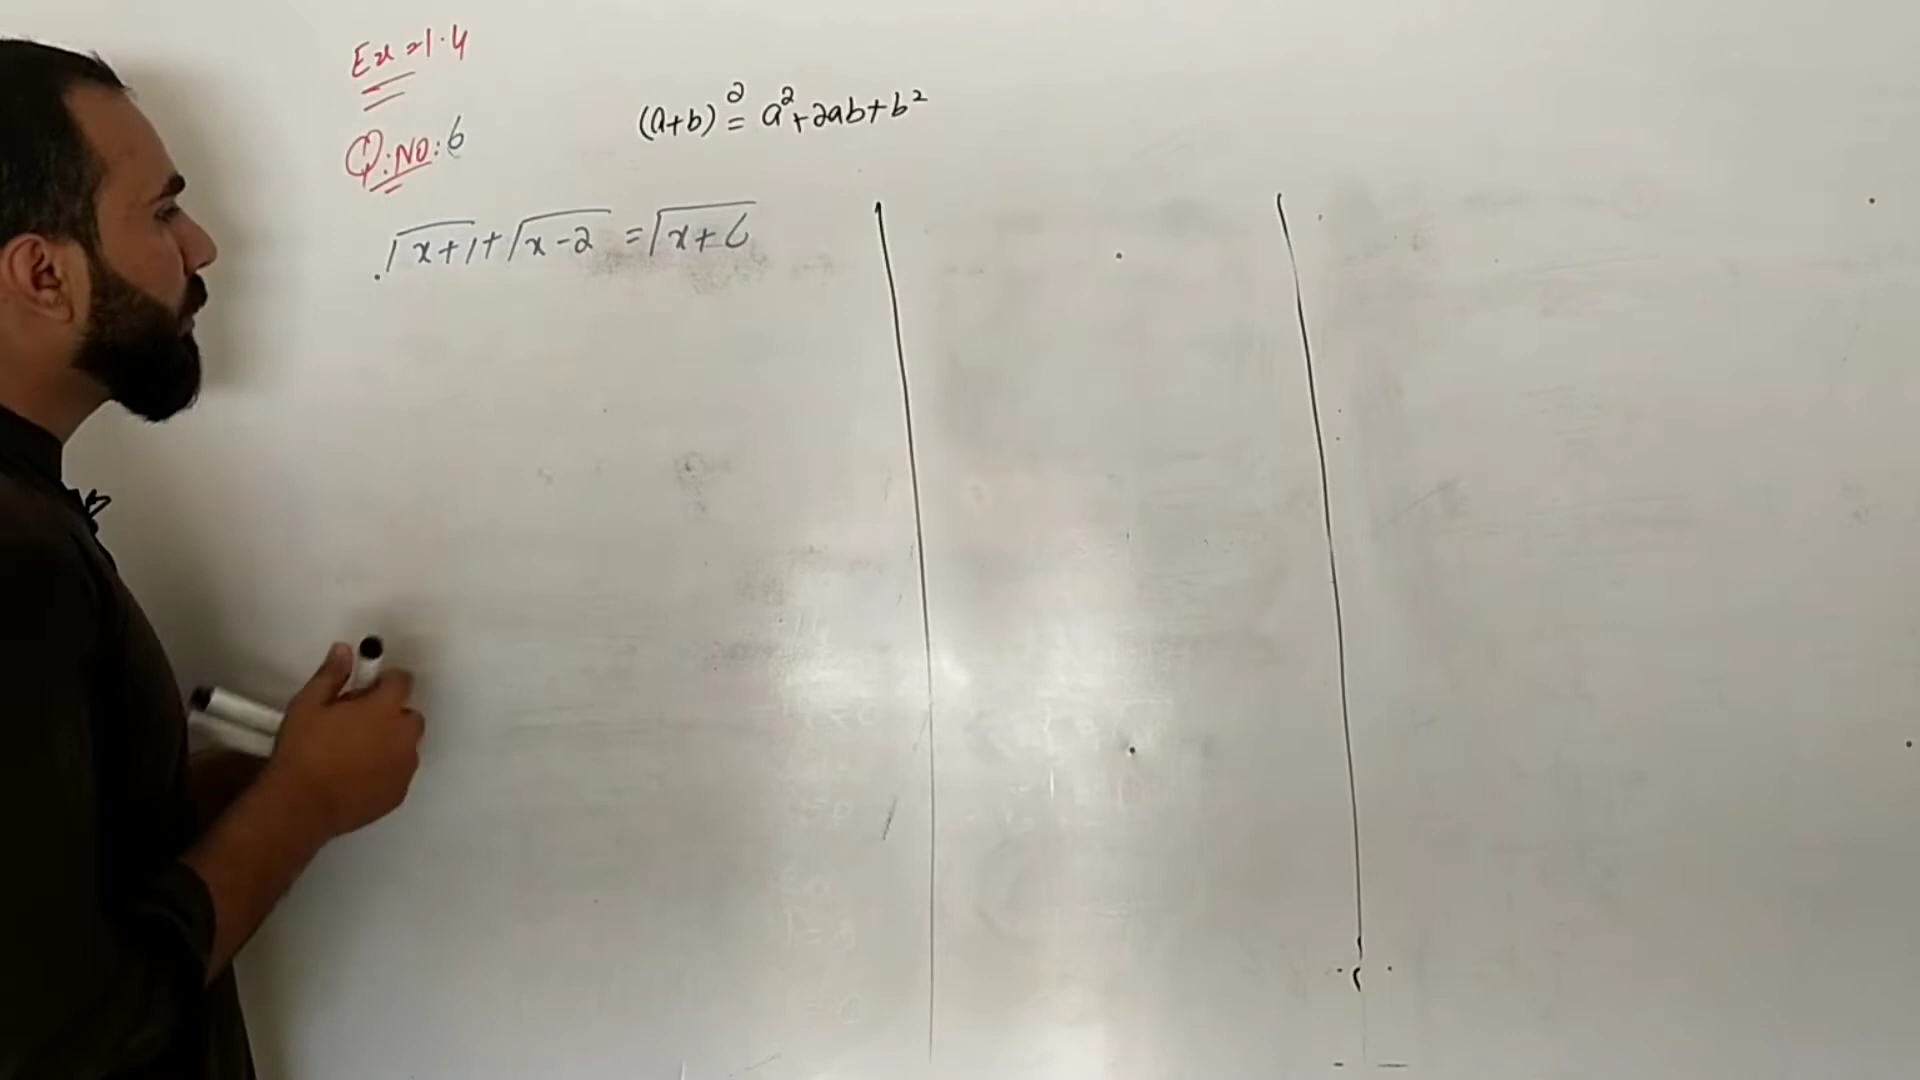 Ex 1.4
Q:NO:6
(a+b)² = a²+2ab+b²
√x+1 + √x-2 = √x+6